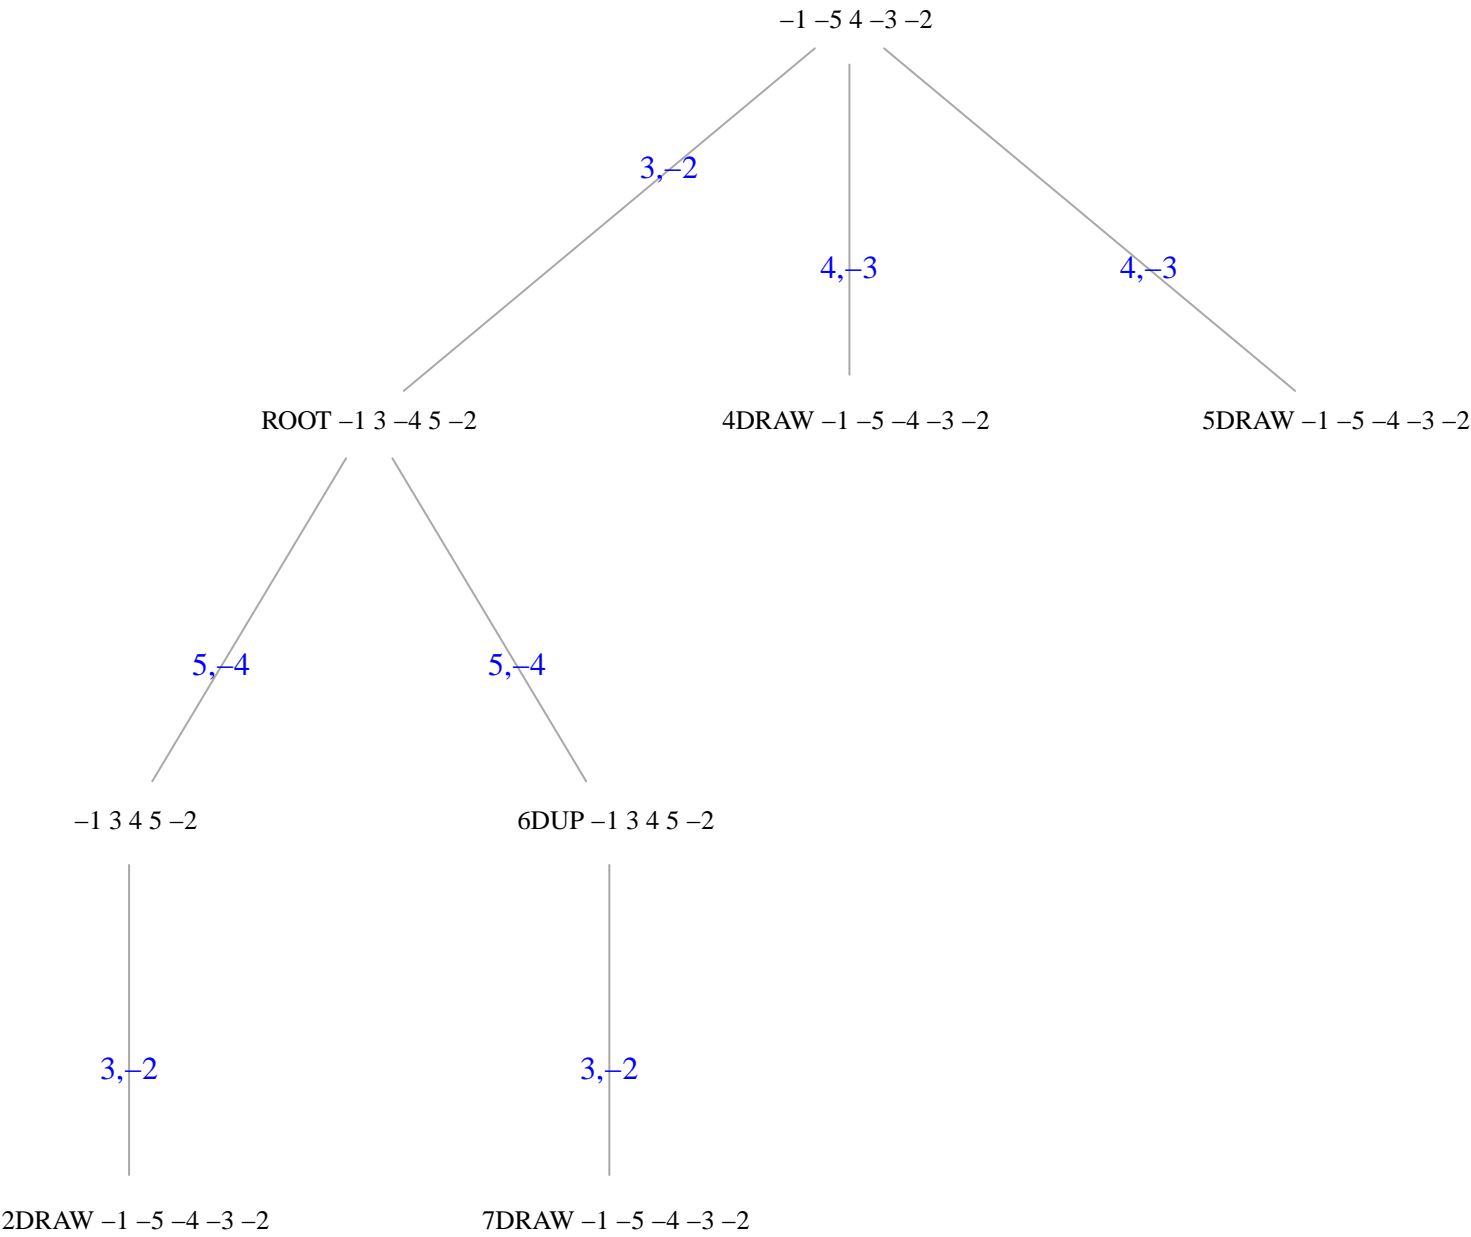 –1 –5 4 –3 –2
3,–2
4,–3
4,–3
ROOT –1 3 –4 5 –2
4DRAW –1 –5 –4 –3 –2
5DRAW –1 –5 –4 –3 –2
5,–4
5,–4
–1 3 4 5 –2
6DUP –1 3 4 5 –2
3,–2
3,–2
2DRAW –1 –5 –4 –3 –2
7DRAW –1 –5 –4 –3 –2